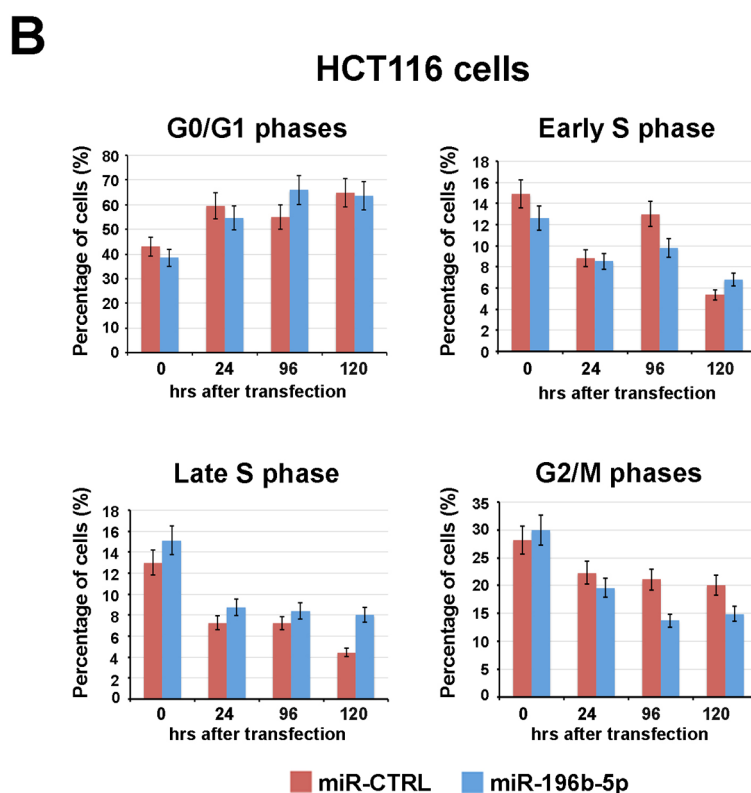 B
HCT116 cells
G0/G1 phases
Percentage of cells (%)
80
70
60
50
40
30
20
10
0
0 24 96 120
hrs after transfection
Early S phase
Percentage of cells (%)
18
16
14
12
10
8
6
4
2
0
0 24 96 120
hrs after transfection
Late S phase
Percentage of cells (%)
18
16
14
12
10
8
6
4
2
0
0 24 96 120
hrs after transfection
G2/M phases
Percentage of cells (%)
35
30
25
20
15
10
5
0
0 24 96 120
hrs after transfection
miR-CTRL miR-196b-5p